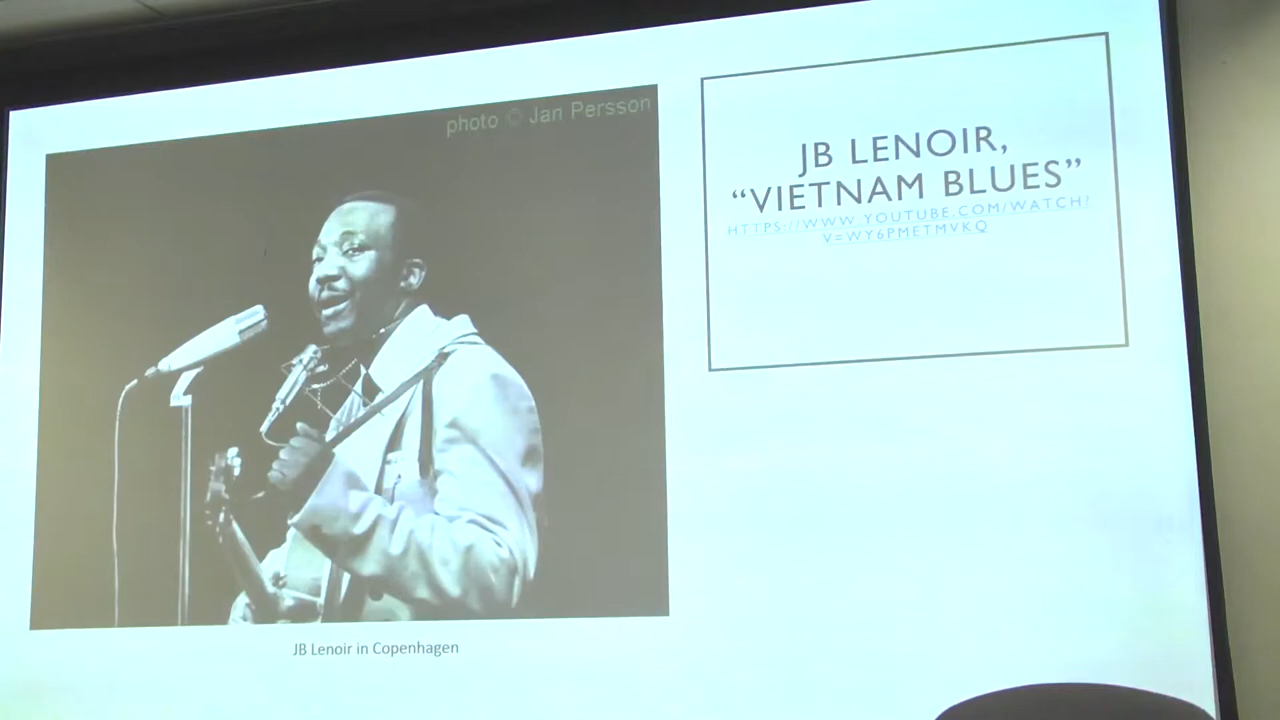 photo © Jan Persson
JB LENOIR,
“VIETNAM BLUES”
HTTPS://WWW.YOUTUBE.COM/WATCH?
V=WY6PMETMVKQ
JB Lenoir in Copenhagen